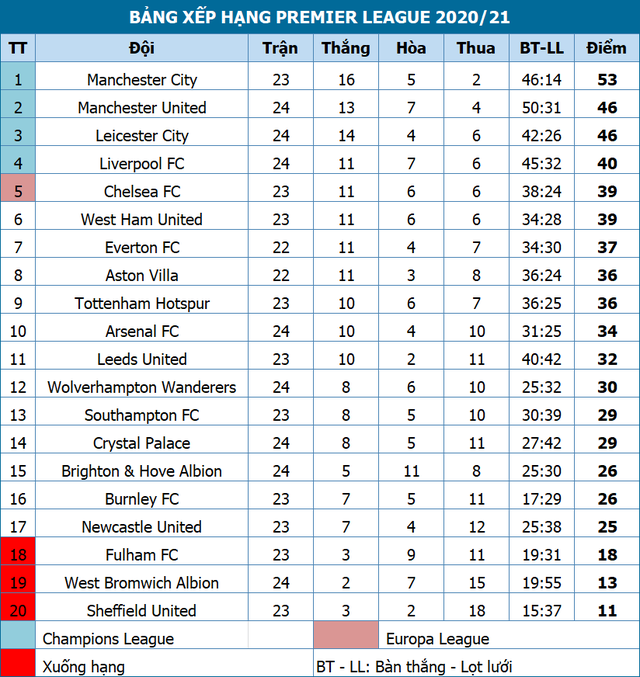 BẢNG XẾP HẠNG PREMIER LEAGUE 2020/21
TT Đội Trận Thắng Hòa Thua BT-LL Điểm
1 Manchester City 23 16 5 2 46:14 53
2 Manchester United 24 13 7 4 50:31 46
3 Leicester City 24 14 4 6 42:26 46
4 Liverpool FC 24 11 7 6 45:32 40
5 Chelsea FC 23 11 6 6 38:24 39
6 West Ham United 23 11 6 6 34:28 39
7 Everton FC 22 11 4 7 34:30 37
8 Aston Villa 22 11 3 8 36:24 36
9 Tottenham Hotspur 23 10 6 7 36:25 36
10 Arsenal FC 24 10 4 10 31:25 34
11 Leeds United 23 10 2 11 40:42 32
12 Wolverhampton Wanderers 24 8 6 10 25:32 30
13 Southampton FC 23 8 5 10 30:39 29
14 Crystal Palace 24 8 5 11 27:42 29
15 Brighton & Hove Albion 24 5 11 8 25:30 26
16 Burnley FC 23 7 5 11 17:29 26
17 Newcastle United 23 7 4 12 25:38 25
18 Fulham FC 23 3 9 11 19:31 18
19 West Bromwich Albion 24 2 7 15 19:55 13
20 Sheffield United 23 3 2 18 15:37 11
Champions League Europa League
Xuống hạng BT - LL: Bàn thắng - Lọt lưới